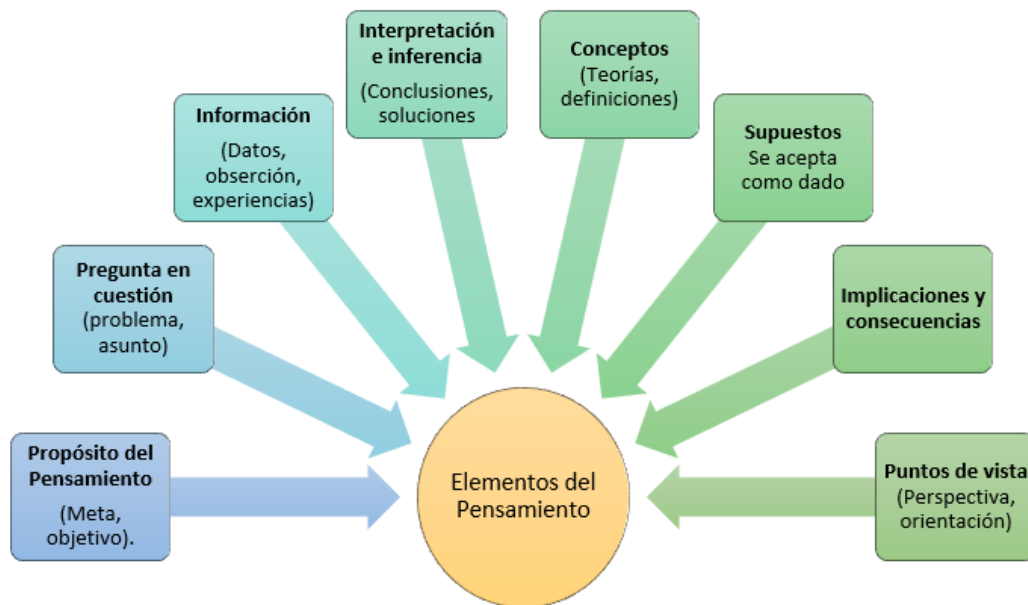 Propósito del
Pensamiento
(Meta,
objetivo).
Pregunta en
cuestión
(problema,
asunto)
Información
(Datos,
obserción,
experiencias)
Interpretación
e inferencia
(Conclusiones,
soluciones
Conceptos
(Teorías,
definiciones)
Supuestos
Se acepta
como dado
Implicaciones y
consecuencias
Puntos de vista
(Perspectiva,
orientación)
Elementos del
Pensamiento